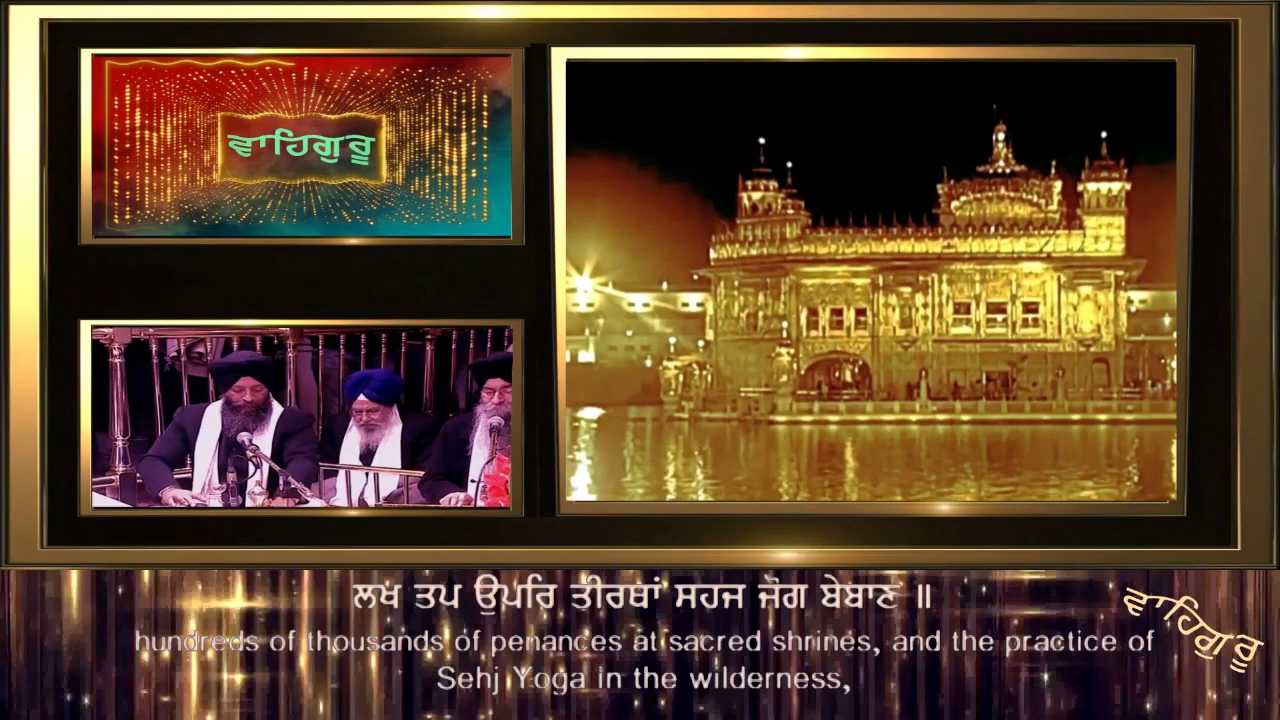 ਵਾਹਿਗੁਰੂ
ਲਖ ਤਪ ਉਪਰਿ ਤੀਰਥਾਂ ਸਹਜ ਜੋਗ ਬੇਬਾਣ ॥
hundreds of thousands of penances at sacred shrines, and the practice of
Sehj Yoga in the wilderness,
ਵਾਹਿਗੁਰੂ